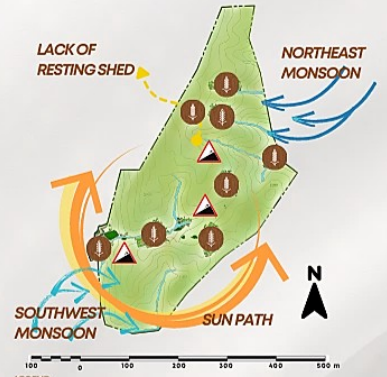 LACK OF
RESTING SHED
NORTHEAST
MONSOON
N
SOUTHWEST
MONSOON
SUN PATH
100 0 100 200 300 400 500 m